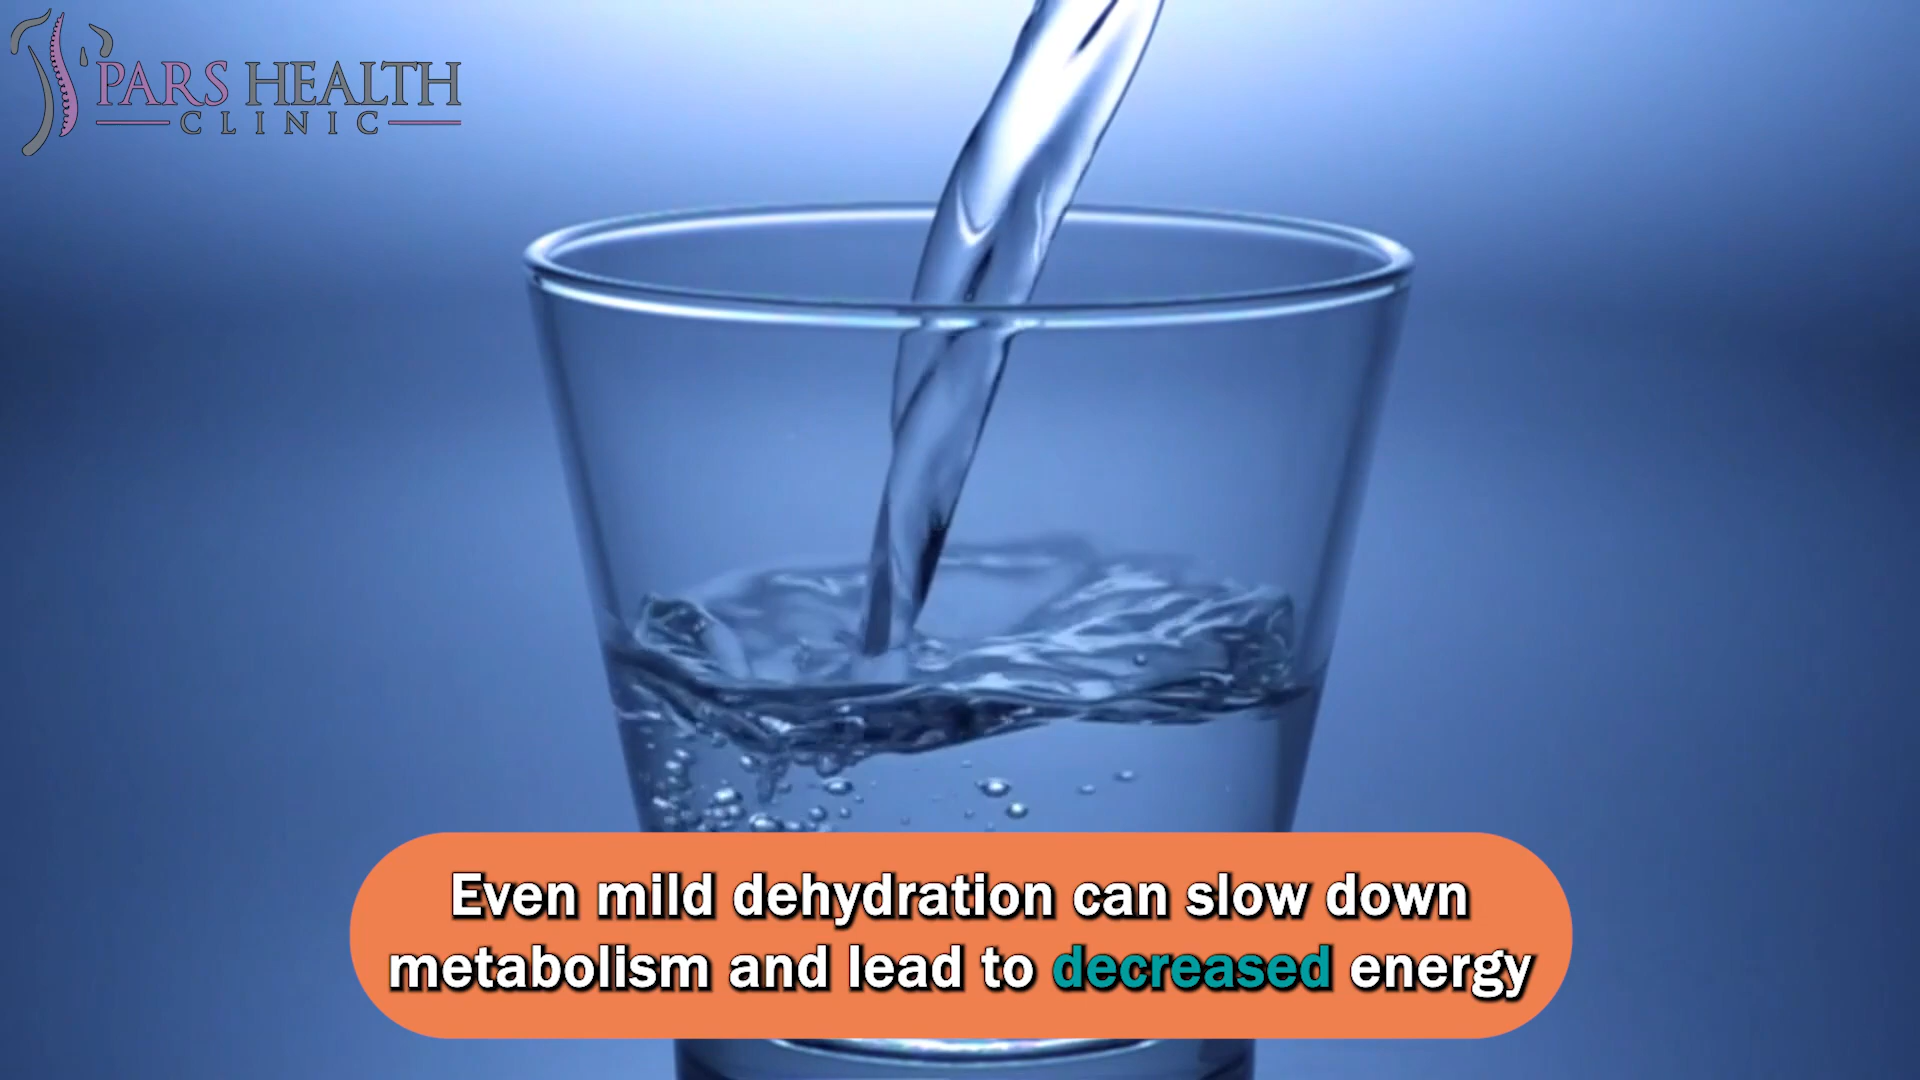 PARS HEALTH
CLINIC
Even mild dehydration can slow down
metabolism and lead to decreased energy